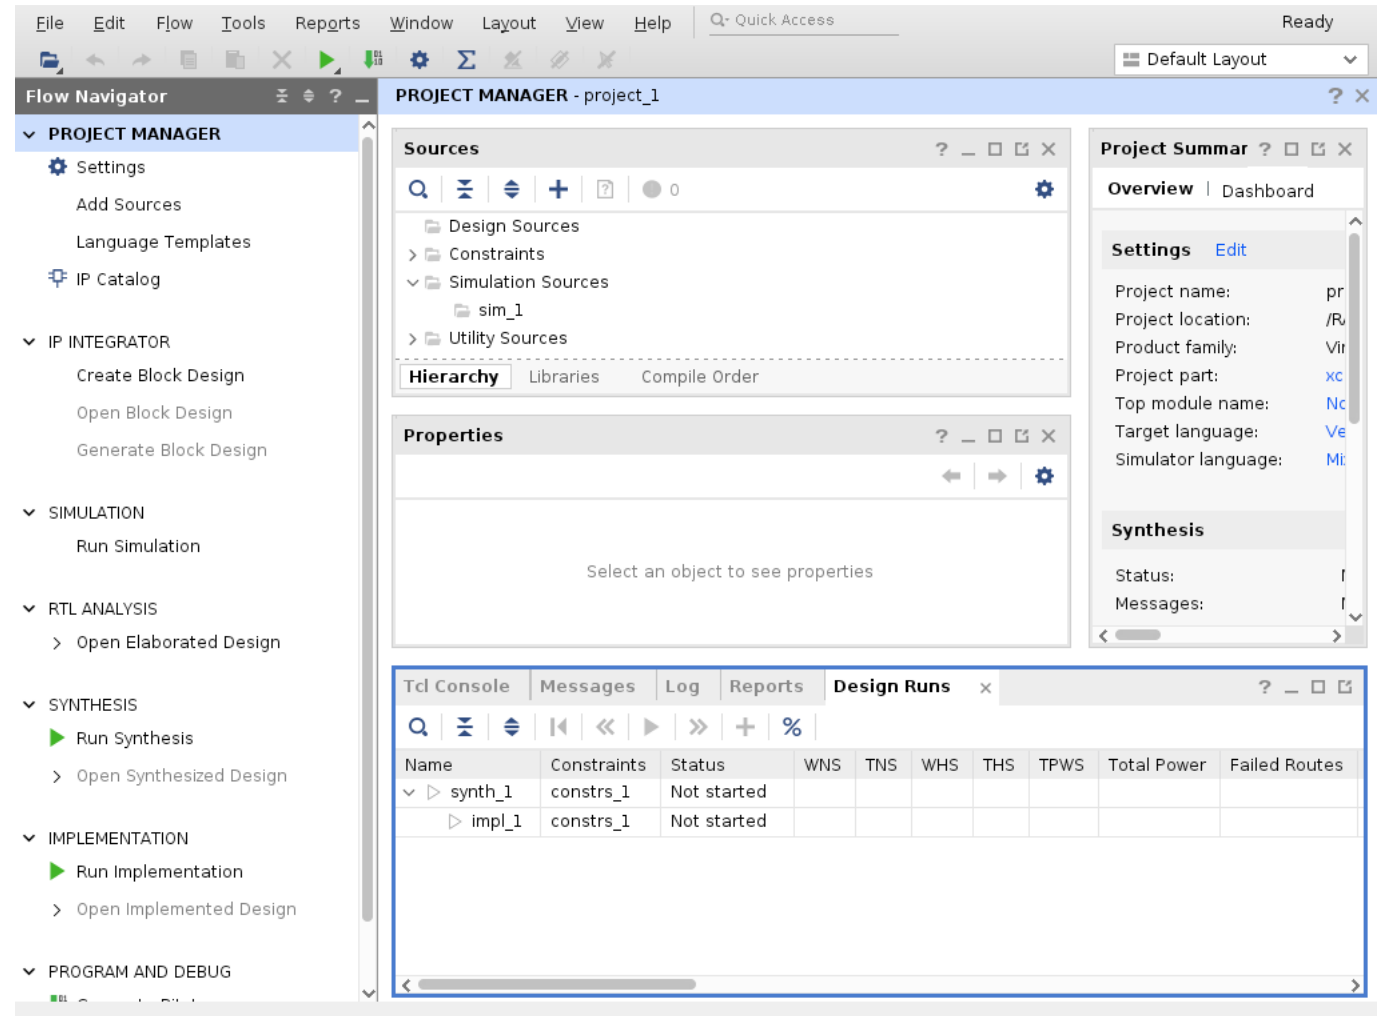 File Edit Flow Tools Reports Window Layout View Help Quick Access Ready
Default Layout
Flow Navigator
PROJECT MANAGER
Settings
Add Sources
Language Templates
IP Catalog
IP INTEGRATOR
Create Block Design
Open Block Design
Generate Block Design
SIMULATION
Run Simulation
RTL ANALYSIS
Open Elaborated Design
SYNTHESIS
Run Synthesis
Open Synthesized Design
IMPLEMENTATION
Run Implementation
Open Implemented Design
PROGRAM AND DEBUG
PROJECT MANAGER - project_1
Sources
0
Design Sources
Constraints
Simulation Sources
sim_1
Utility Sources
Hierarchy Libraries Compile Order
Properties
Select an object to see properties
Project Summar
Overview Dashboard
Settings Edit
Project name: pr
Project location: /R
Product family: Vi
Project part: xc
Top module name: No
Target language: Ve
Simulator language: Mi
Synthesis
Status:
Messages:
Tcl Console Messages Log Reports Design Runs
Name Constraints Status WNS TNS WHS THS TPWS Total Power Failed Routes
synth_1 constrs_1 Not started
impl_1 constrs_1 Not started